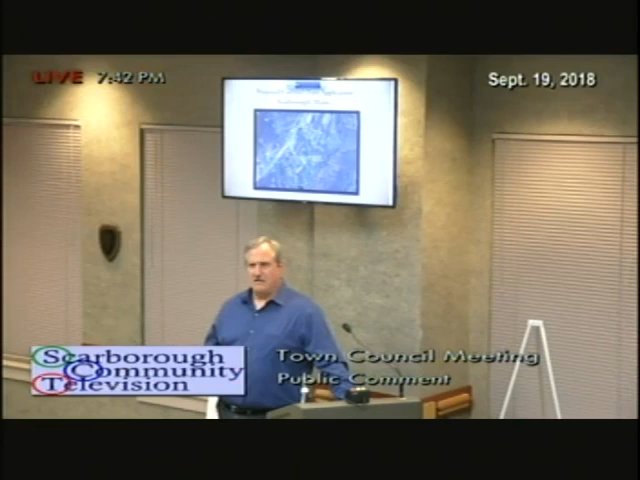 LIVE 7:42 PM
Sept. 19, 2018
Scarborough
Community
Television
Town Council Meeting
Public Comment